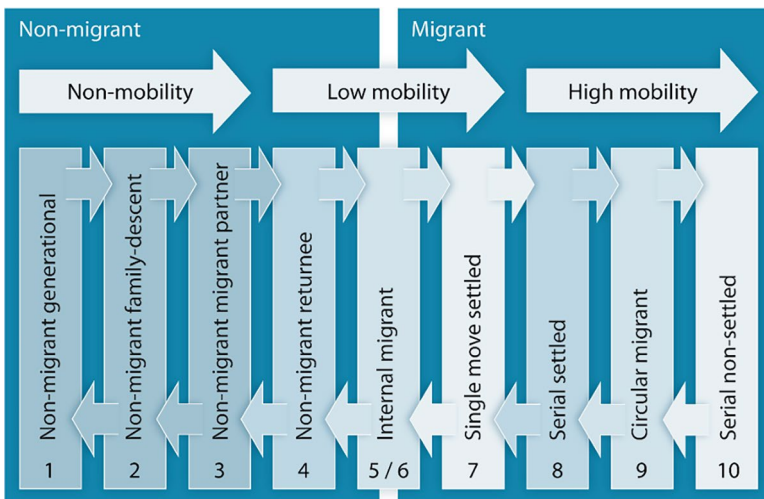 Non-migrant
Migrant
Non-mobility
Low mobility
High mobility
Non-migrant generational
Non-migrant family-descent
Non-migrant migrant partner
Non-migrant returnee
Internal migrant
Single move settled
Serial settled
Circular migrant
Serial non-settled
1
2
3
4
5 / 6
7
8
9
10